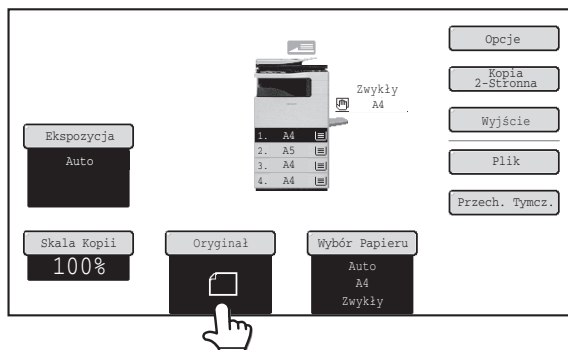 Opcje
Kopia
2-Stronna
Zwykły
A4
Wyjście
1. A4
2. A5
3. A4
4. A4
Ekspozycja
Auto
Plik
Przech. Tymcz.
Skala Kopii
100%
Oryginał
Wybór Papieru
Auto
A4
Zwykły